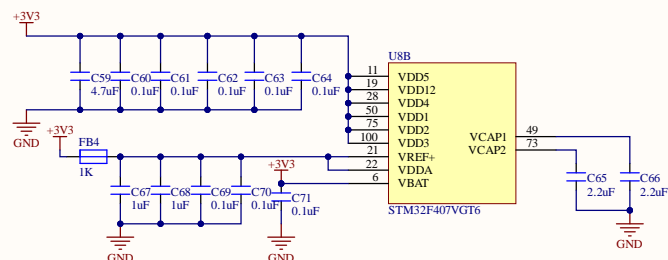 +3V3
U8B
C59
4.7uF
C60
0.1uF
C61
0.1uF
C62
0.1uF
C63
0.1uF
C64
0.1uF
GND
11 VDD5
19 VDD12
28 VDD4
50 VDD1
75 VDD2
100 VDD3
21 VREF+
22 VDDA
6 VBAT
VCAP1 49
VCAP2 73
STM32F407VGT6
+3V3
FB4
1K
C67
1uF
C68
1uF
C69
0.1uF
C70
0.1uF
+3V3
C71
0.1uF
C65
2.2uF
C66
2.2uF
GND
GND
GND